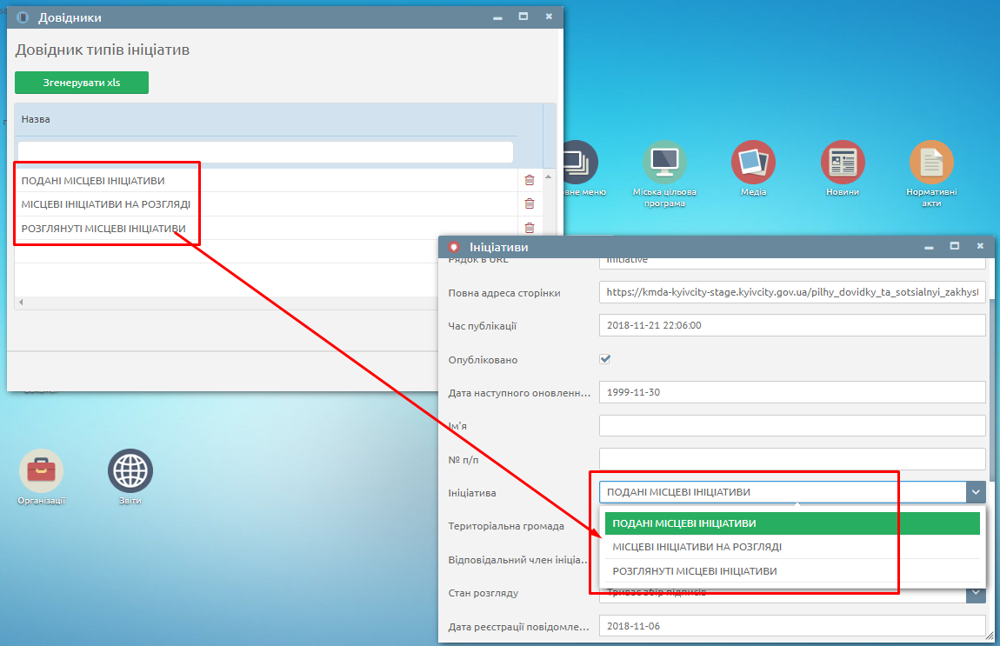 Довідники
Довідник типів ініціатив
Згенерувати xls
Назва
ПОДАНІ МІСЦЕВІ ІНІЦІАТИВИ
МІСЦЕВІ ІНІЦІАТИВИ НА РОЗГЛЯДІ
РОЗГЛЯНУТІ МІСЦЕВІ ІНІЦІАТИВИ
меню
Міська цільова
програма
Медіа
Новини
Нормативні
акти
Організації
Звіти
Ініціативи
Рядок в URL
initiative
Повна адреса сторінки
https://kmda-kyivcity-stage.kyivcity.gov.ua/pilhy_dovidky_ta_sotsialnyi_zakhyst
Час публікації
2018-11-21 22:06:00
Опубліковано
Дата наступного оновленн...
1999-11-30
Ім'я
№ п/п
Ініціатива
ПОДАНІ МІСЦЕВІ ІНІЦІАТИВИ
ПОДАНІ МІСЦЕВІ ІНІЦІАТИВИ
Територіальна громада
МІСЦЕВІ ІНІЦІАТИВИ НА РОЗГЛЯДІ
Відповідальний член ініціа...
РОЗГЛЯНУТІ МІСЦЕВІ ІНІЦІАТИВИ
Стан розгляду
Триває збір підписів
Дата реєстрації повідомле...
2018-11-06